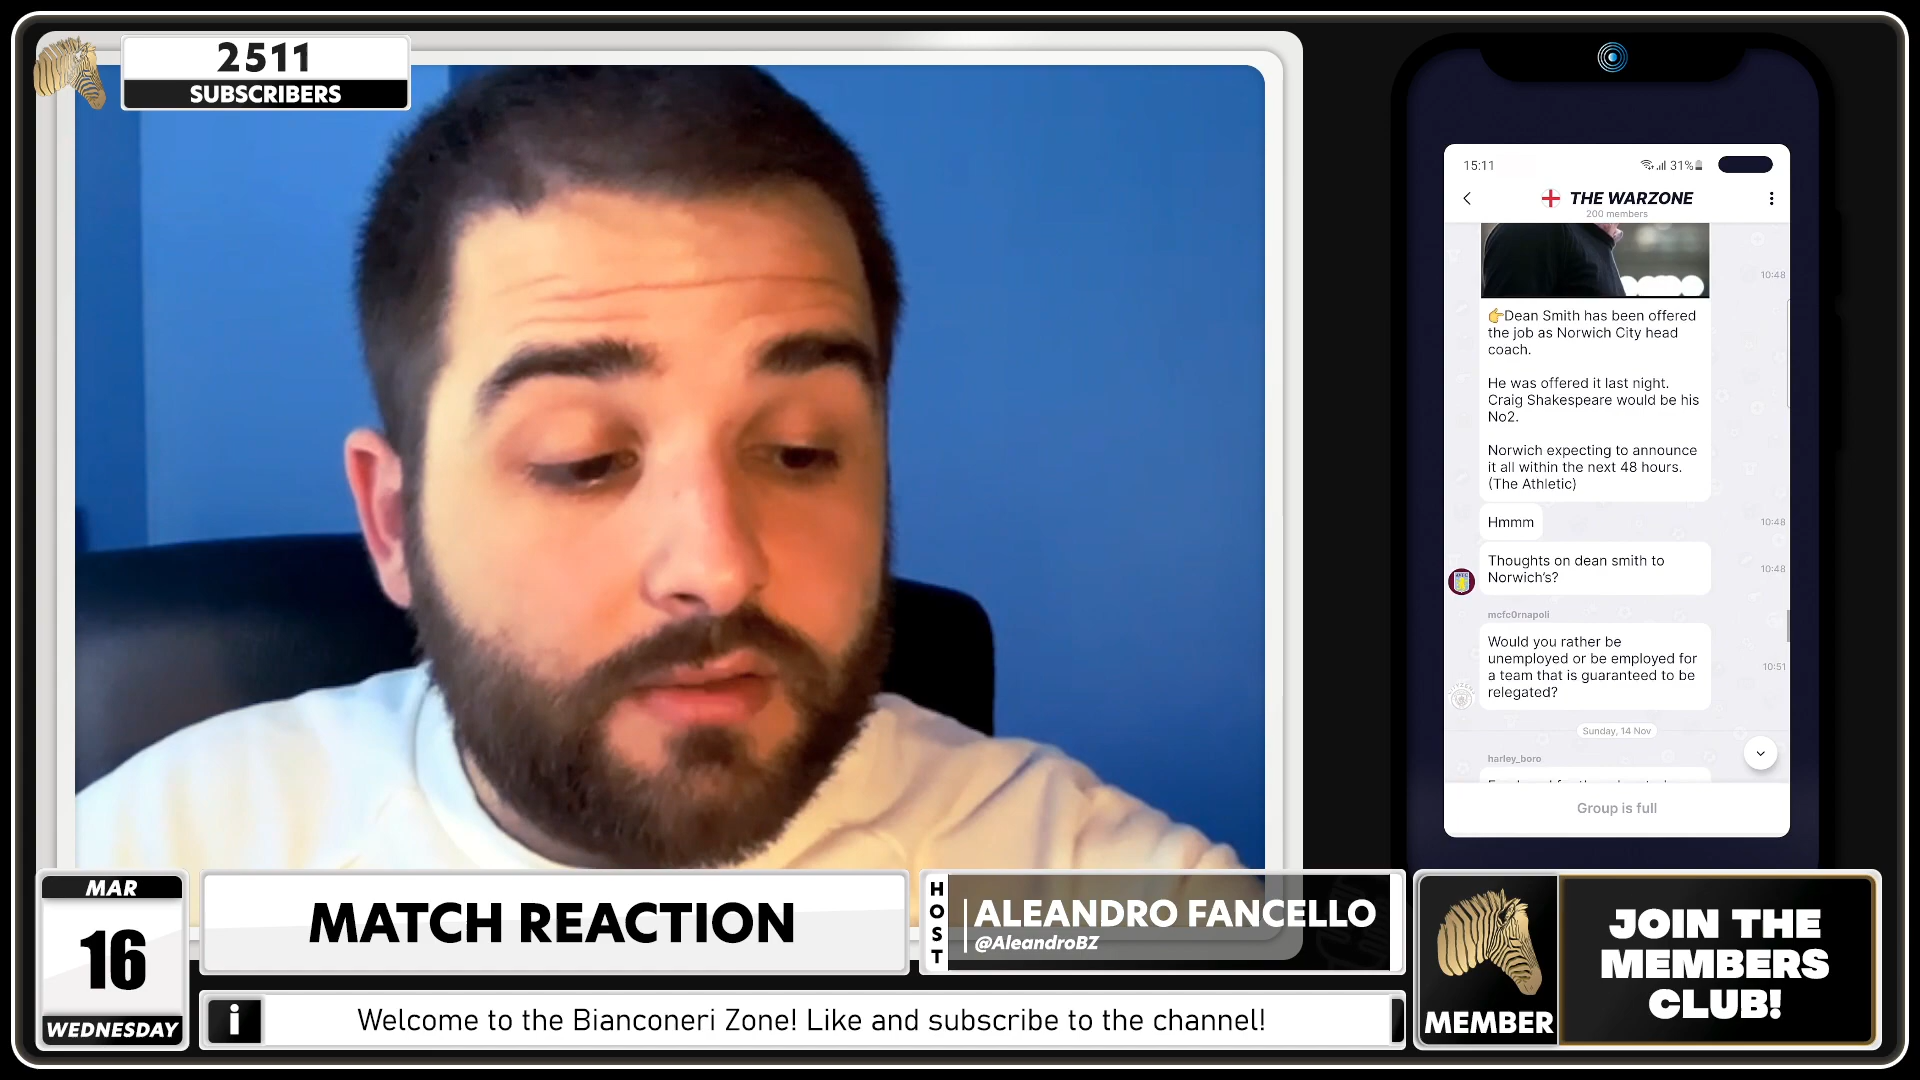 2511
SUBSCRIBERS
15:11
31%
THE WARZONE
200 members
10:48
👉Dean Smith has been offered
the job as Norwich City head
coach.
He was offered it last night.
Craig Shakespeare would be his
No2.
Norwich expecting to announce
it all within the next 48 hours.
(The Athletic)
Hmmm
10:48
Thoughts on dean smith to
Norwich's?
10:48
mcfc0rnapoli
Would you rather be
unemployed or be employed for
a team that is guaranteed to be
relegated?
10:51
Sunday, 14 Nov
harley_boro
Group is full
MAR
16
WEDNESDAY
MATCH REACTION
HOST
ALEANDRO FANCELLO
@AleandroBZ
i
Welcome to the Bianconeri Zone! Like and subscribe to the channel!
MEMBER
JOIN THE
MEMBERS
CLUB!